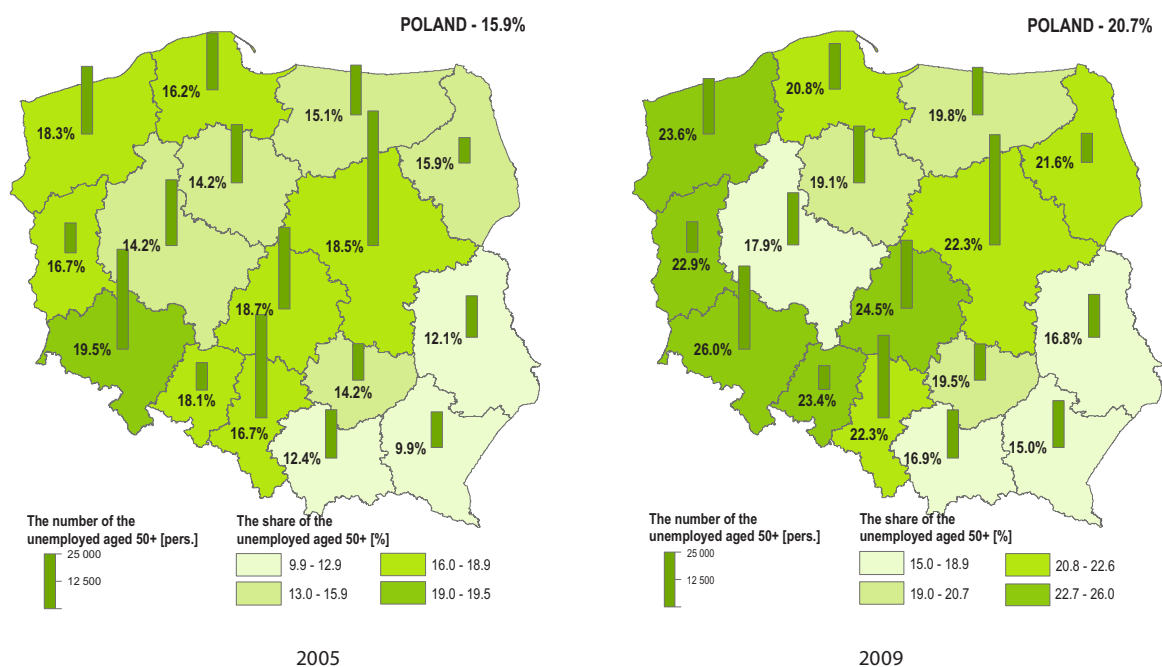 POLAND - 15.9%
16.2%
18.3%
15.1%
15.9%
14.2%
14.2%
18.5%
16.7%
18.7%
12.1%
19.5%
14.2%
18.1%
16.7%
12.4%
9.9%
The number of the
unemployed aged 50+ [pers.]
25 000
12 500
The share of the
unemployed aged 50+ [%]
9.9 - 12.9
16.0 - 18.9
13.0 - 15.9
19.0 - 19.5
2005
POLAND - 20.7%
20.8%
23.6%
19.8%
21.6%
19.1%
17.9%
22.3%
22.9%
24.5%
16.8%
26.0%
19.5%
23.4%
22.3%
16.9%
15.0%
The number of the
unemployed aged 50+ [pers.]
25 000
12 500
The share of the
unemployed aged 50+ [%]
15.0 - 18.9
20.8 - 22.6
19.0 - 20.7
22.7 - 26.0
2009